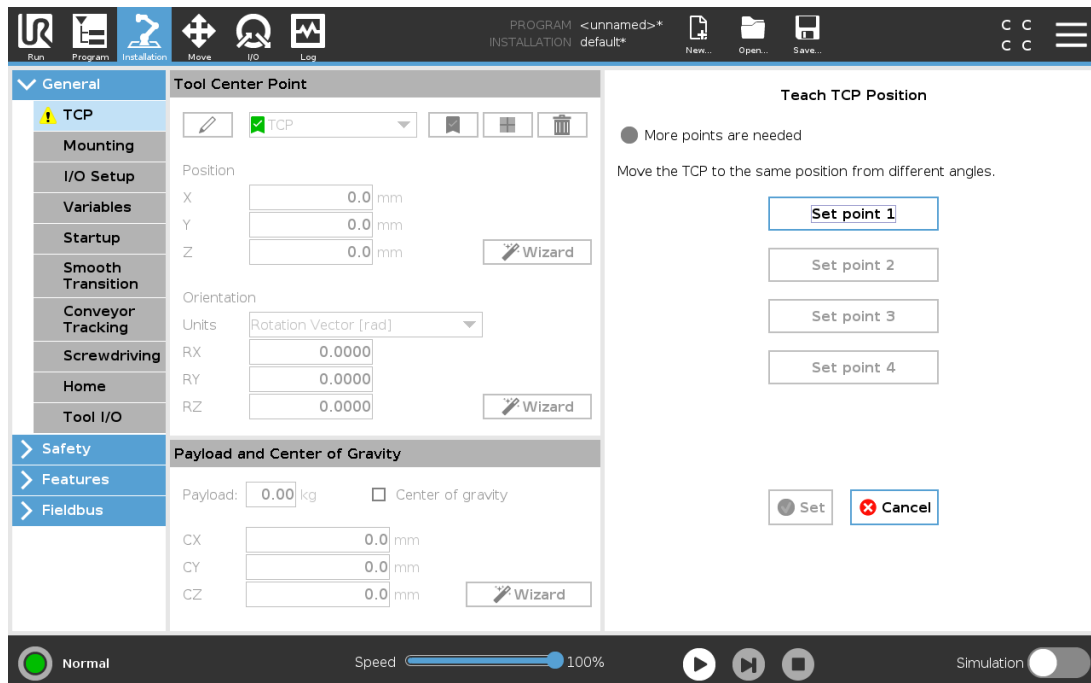 PROGRAM <unnamed>*
INSTALLATION default*
C C
C C
Run Program Installation Move I/O Log New... Open... Save...
General
TCP
Mounting
I/O Setup
Variables
Startup
Smooth
Transition
Conveyor
Tracking
Screwdriving
Home
Tool I/O
Safety
Features
Fieldbus
Tool Center Point
TCP
Position
X 0.0 mm
Y 0.0 mm
Z 0.0 mm Wizard
Orientation
Units Rotation Vector [rad]
RX 0.0000
RY 0.0000
RZ 0.0000 Wizard
Payload and Center of Gravity
Payload: 0.00 kg Center of gravity
CX 0.0 mm
CY 0.0 mm
CZ 0.0 mm Wizard
Teach TCP Position
More points are needed
Move the TCP to the same position from different angles.
Set point 1
Set point 2
Set point 3
Set point 4
Set Cancel
Normal Speed 100% Simulation